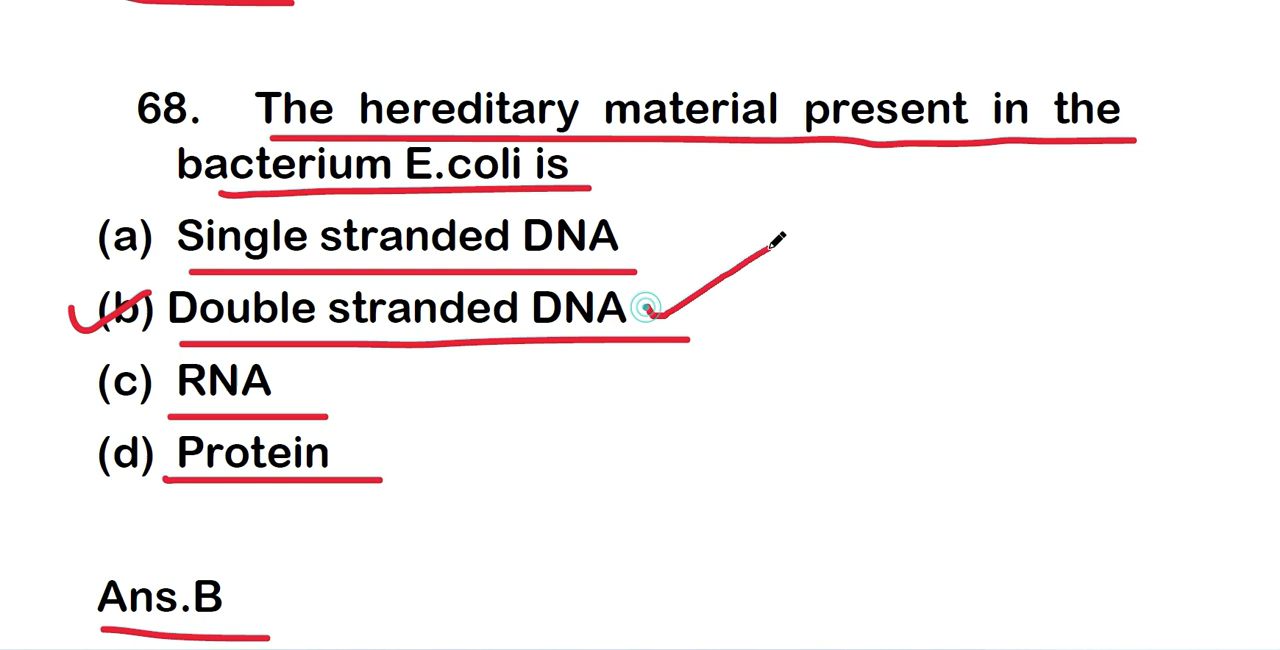 68. The hereditary material present in the
bacterium E.coli is
(a) Single stranded DNA
(b) Double stranded DNA
(c) RNA
(d) Protein
Ans.B